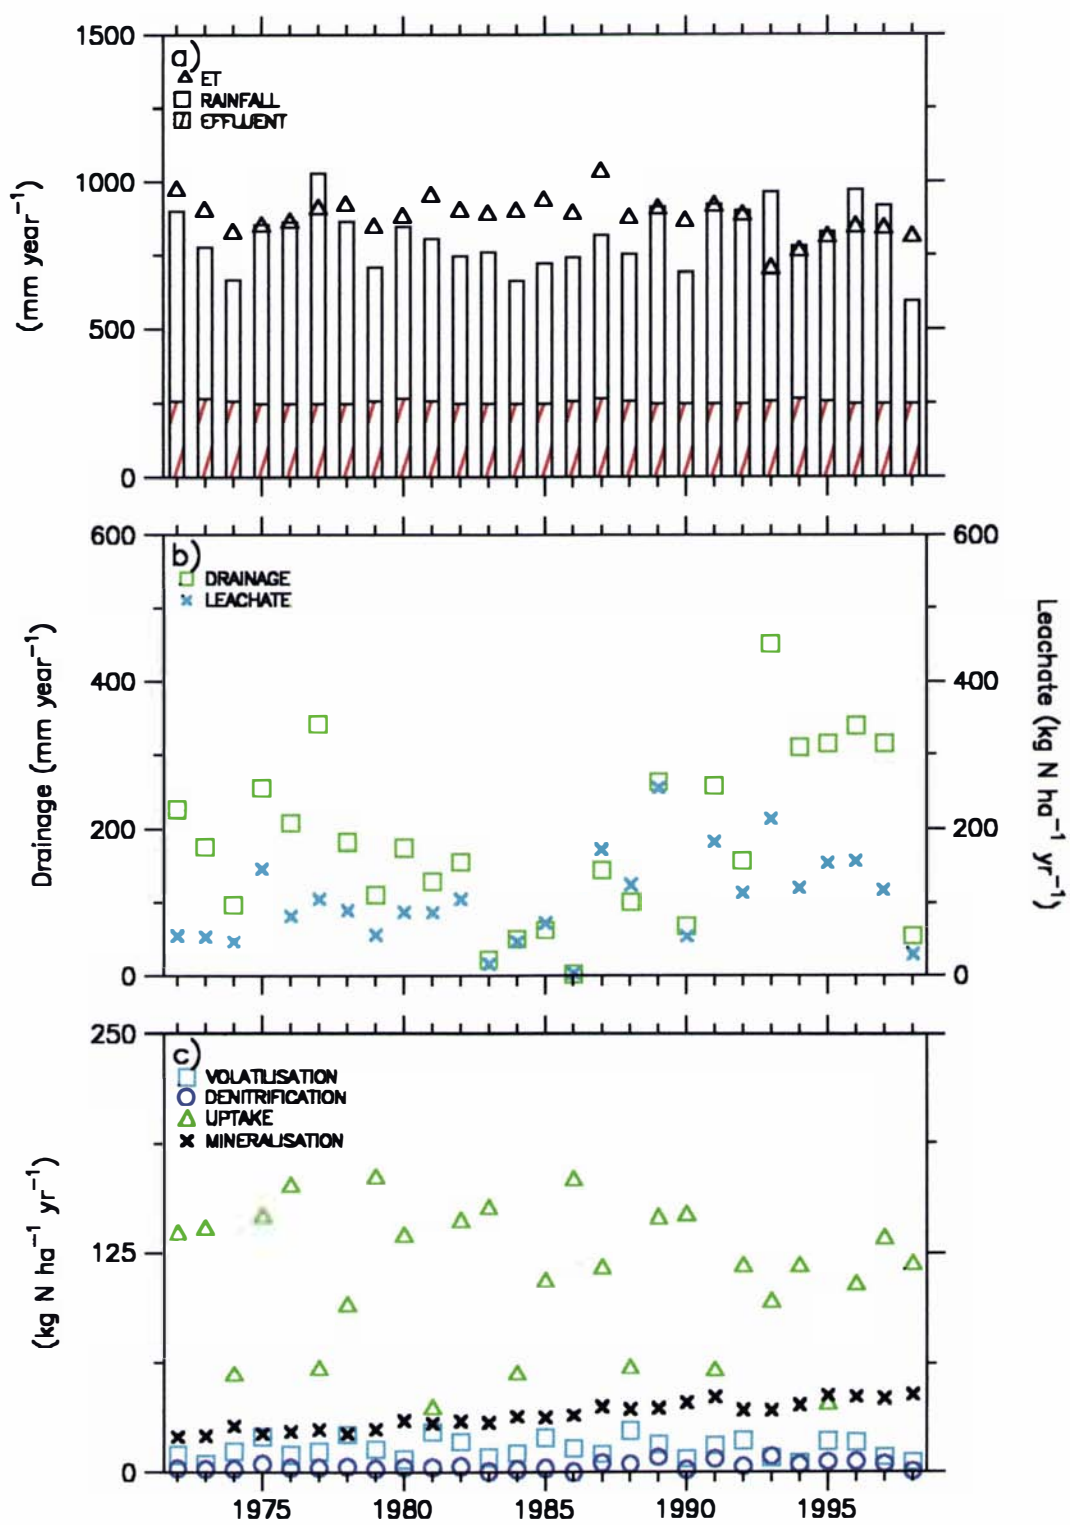 1500
a)
ET
RAINFALL
EFFLUENT
1000
500
0
(mm year⁻¹)
600
600
b)
DRAINAGE
LEACHATE
400
400
200
200
0
0
Drainage (mm year⁻¹)
Leachate (kg N ha⁻¹ yr⁻¹)
250
c)
VOLATILISATION
DENITRIFICATION
UPTAKE
MINERALISATION
125
0
(kg N ha⁻¹ yr⁻¹)
1975 1980 1985 1990 1995